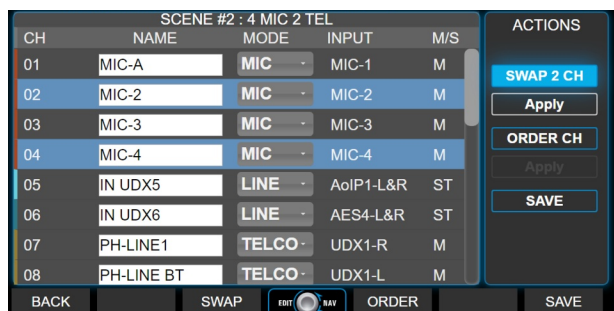 SCENE #2 : 4 MIC 2 TEL
CH NAME MODE INPUT M/S
01 MIC-A MIC MIC-1 M
02 MIC-2 MIC MIC-2 M
03 MIC-3 MIC MIC-3 M
04 MIC-4 MIC MIC-4 M
05 IN UDX5 LINE AoIP1-L&R ST
06 IN UDX6 LINE AES4-L&R ST
07 PH-LINE1 TELCO UDX1-R M
08 PH-LINE BT TELCO UDX1-L M
ACTIONS
SWAP 2 CH
Apply
ORDER CH
Apply
SAVE
BACK SWAP EDIT NAV ORDER SAVE